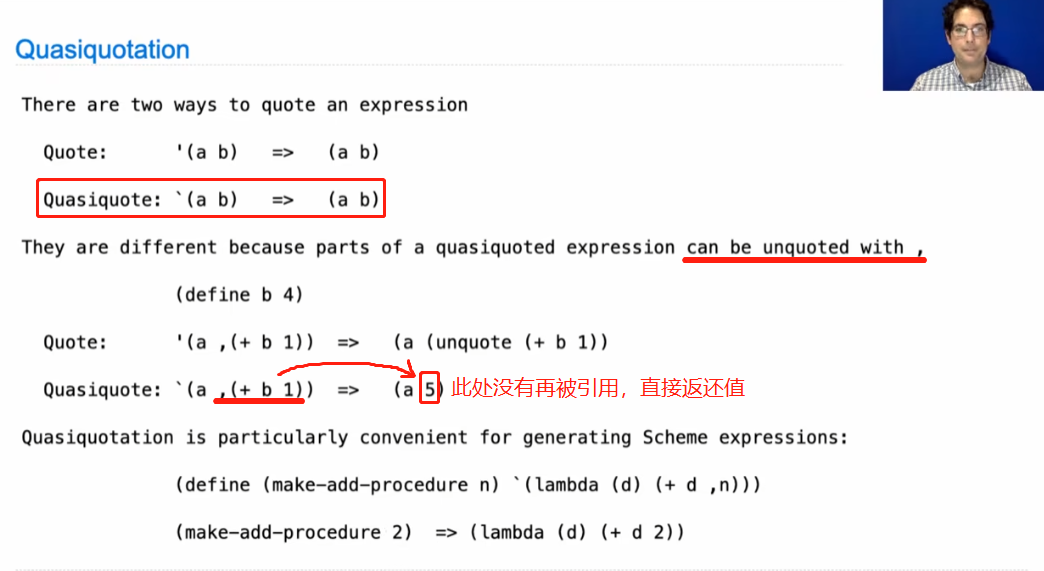 Quasiquotation
There are two ways to quote an expression
Quote: '(a b) => (a b)
Quasiquote: `(a b) => (a b)
They are different because parts of a quasiquoted expression can be unquoted with ,
(define b 4)
Quote: '(a ,(+ b 1)) => (a (unquote (+ b 1))
Quasiquote: `(a ,(+ b 1)) => (a 5) 此处没有再被引用，直接返还值
Quasiquotation is particularly convenient for generating Scheme expressions:
(define (make-add-procedure n) `(lambda (d) (+ d ,n)))
(make-add-procedure 2) => (lambda (d) (+ d 2))